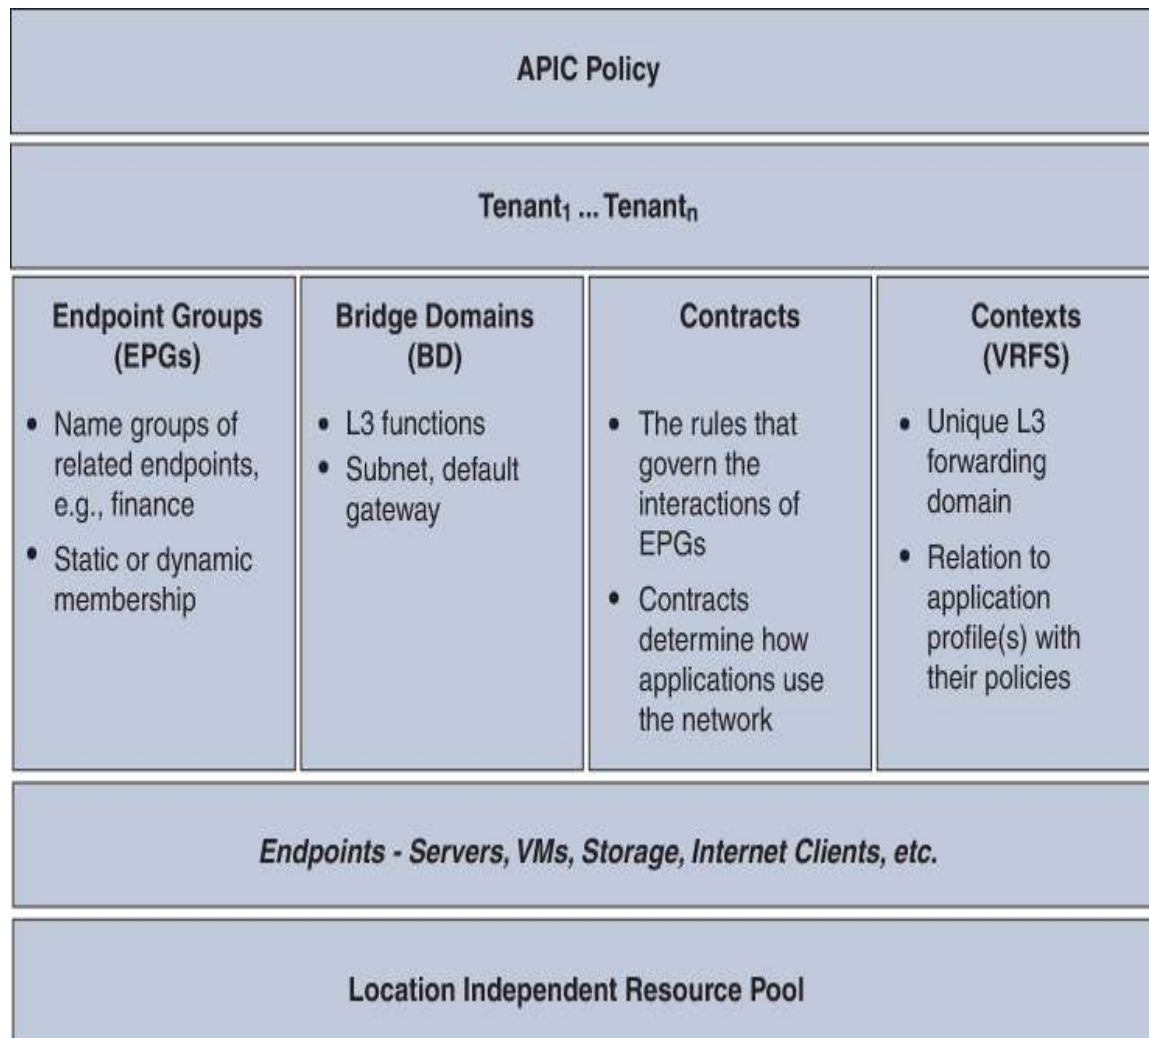 APIC Policy
Tenant₁ ... Tenantₙ
Endpoint Groups
(EPGs)
• Name groups of
related endpoints,
e.g., finance
• Static or dynamic
membership
Bridge Domains
(BD)
• L3 functions
• Subnet, default
gateway
Contracts
• The rules that
govern the
interactions of
EPGs
• Contracts
determine how
applications use
the network
Contexts
(VRFS)
• Unique L3
forwarding
domain
• Relation to
application
profile(s) with
their policies
Endpoints - Servers, VMs, Storage, Internet Clients, etc.
Location Independent Resource Pool